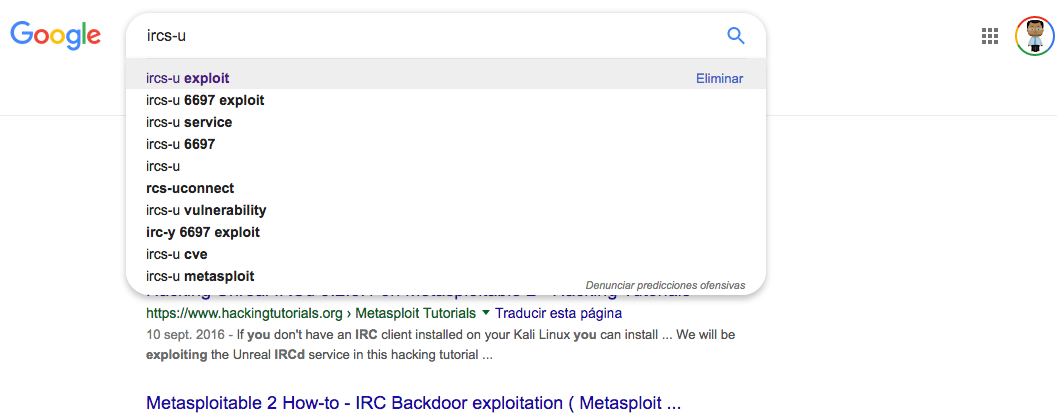 Google
ircs-u
ircs-u exploit Eliminar
ircs-u 6697 exploit
ircs-u service
ircs-u 6697
ircs-u
rcs-uconnect
ircs-u vulnerability
irc-y 6697 exploit
ircs-u cve
ircs-u metasploit
Denunciar predicciones ofensivas
https://www.hackingtutorials.org › Metasploit Tutorials ▼ Traducir esta página
10 sept. 2016 - If you don't have an IRC client installed on your Kali Linux you can install ... We will be
exploiting the Unreal IRCd service in this hacking tutorial ...
Metasploitable 2 How-to - IRC Backdoor exploitation ( Metasploit ...